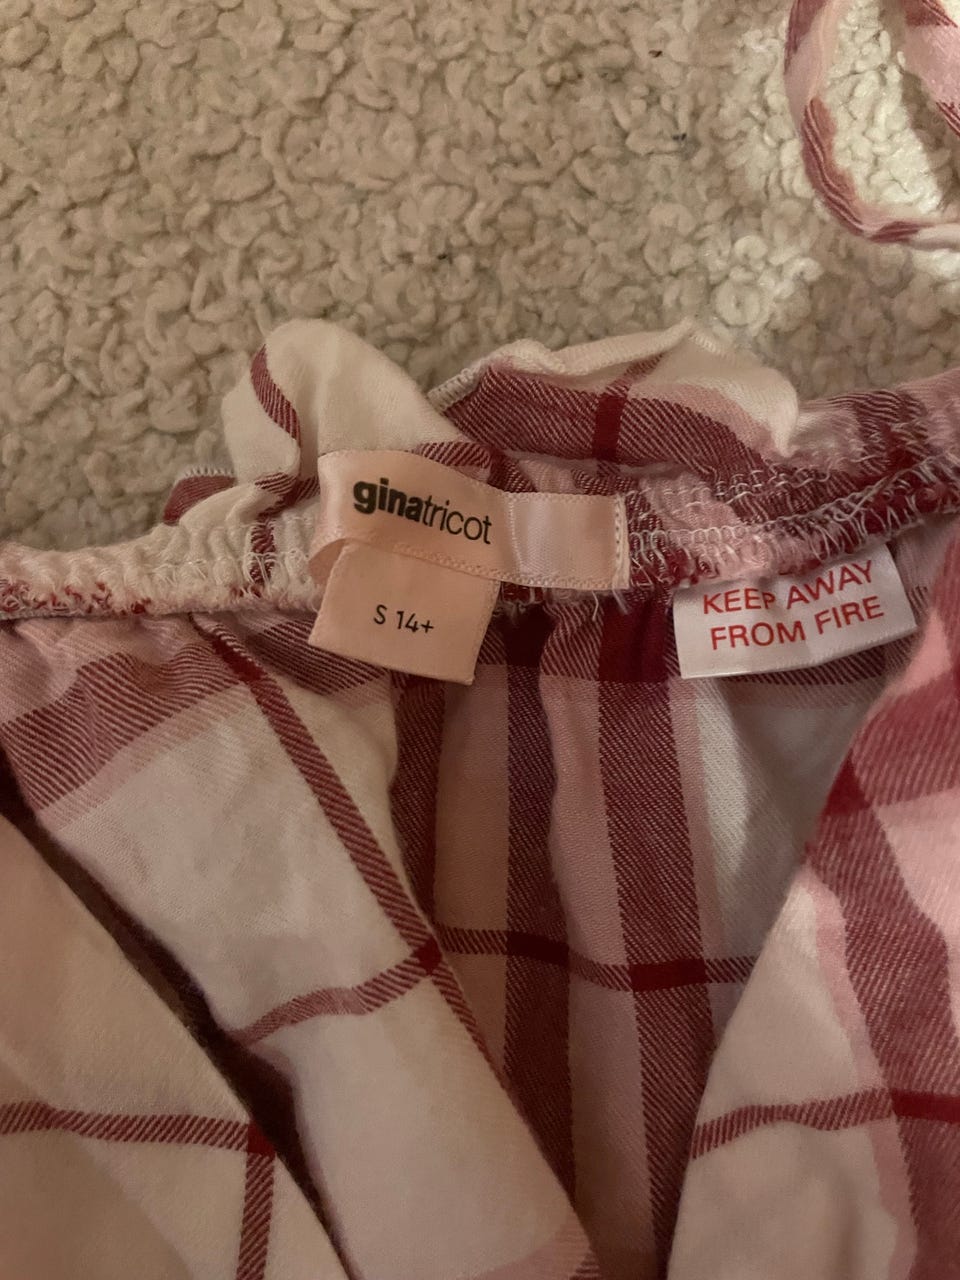 ginatricot
S 14+
KEEP AWAY
FROM FIRE